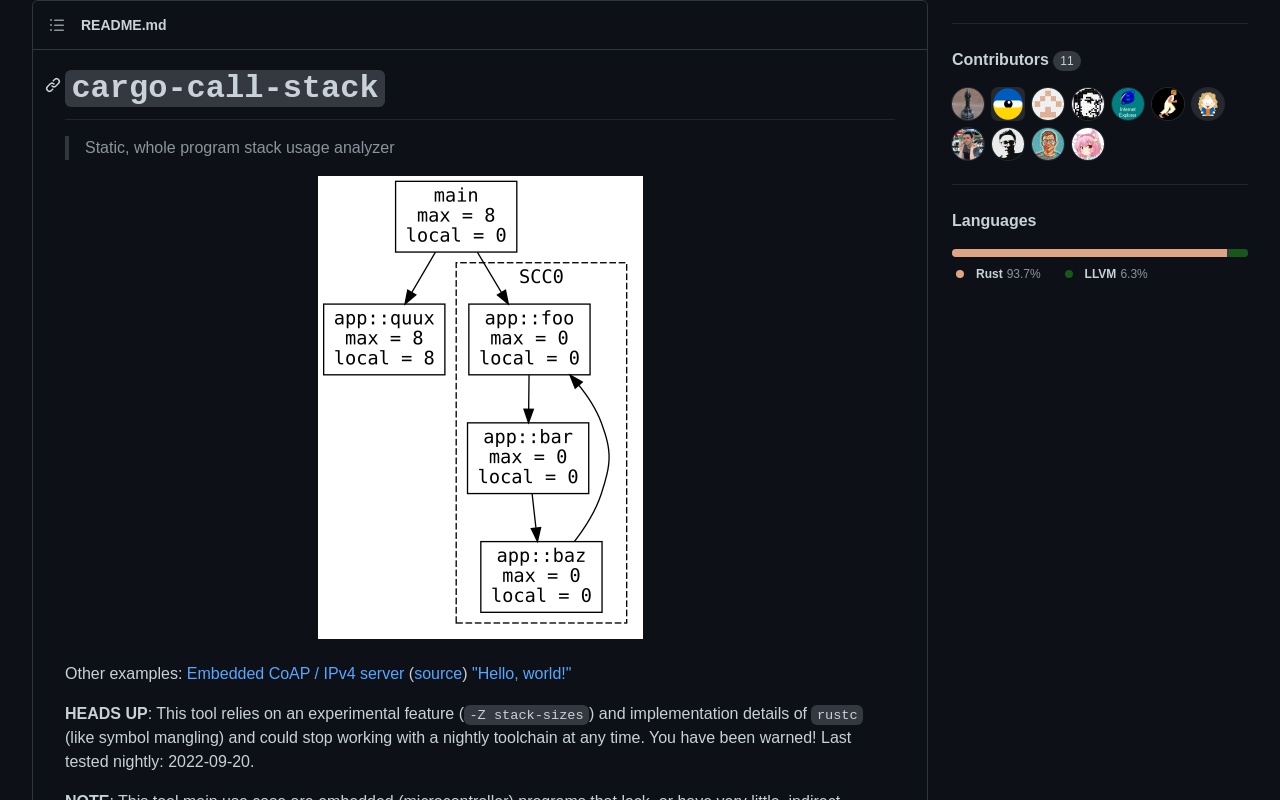 README.md
cargo-call-stack
Static, whole program stack usage analyzer
main
max = 8
local = 0
SCC0
app::quux
max = 8
local = 8
app::foo
max = 0
local = 0
app::bar
max = 0
local = 0
app::baz
max = 0
local = 0
Other examples: Embedded CoAP / IPv4 server (source) "Hello, world!"
HEADS UP: This tool relies on an experimental feature (-Z stack-sizes) and implementation details of rustc
(like symbol mangling) and could stop working with a nightly toolchain at any time. You have been warned! Last
tested nightly: 2022-09-20.
NOTE: This tool main use case are embedded (microcontroller) programs that lack, or have very little, indirect
Contributors 11
Internet
Explorer
Languages
Rust 93.7% LLVM 6.3%